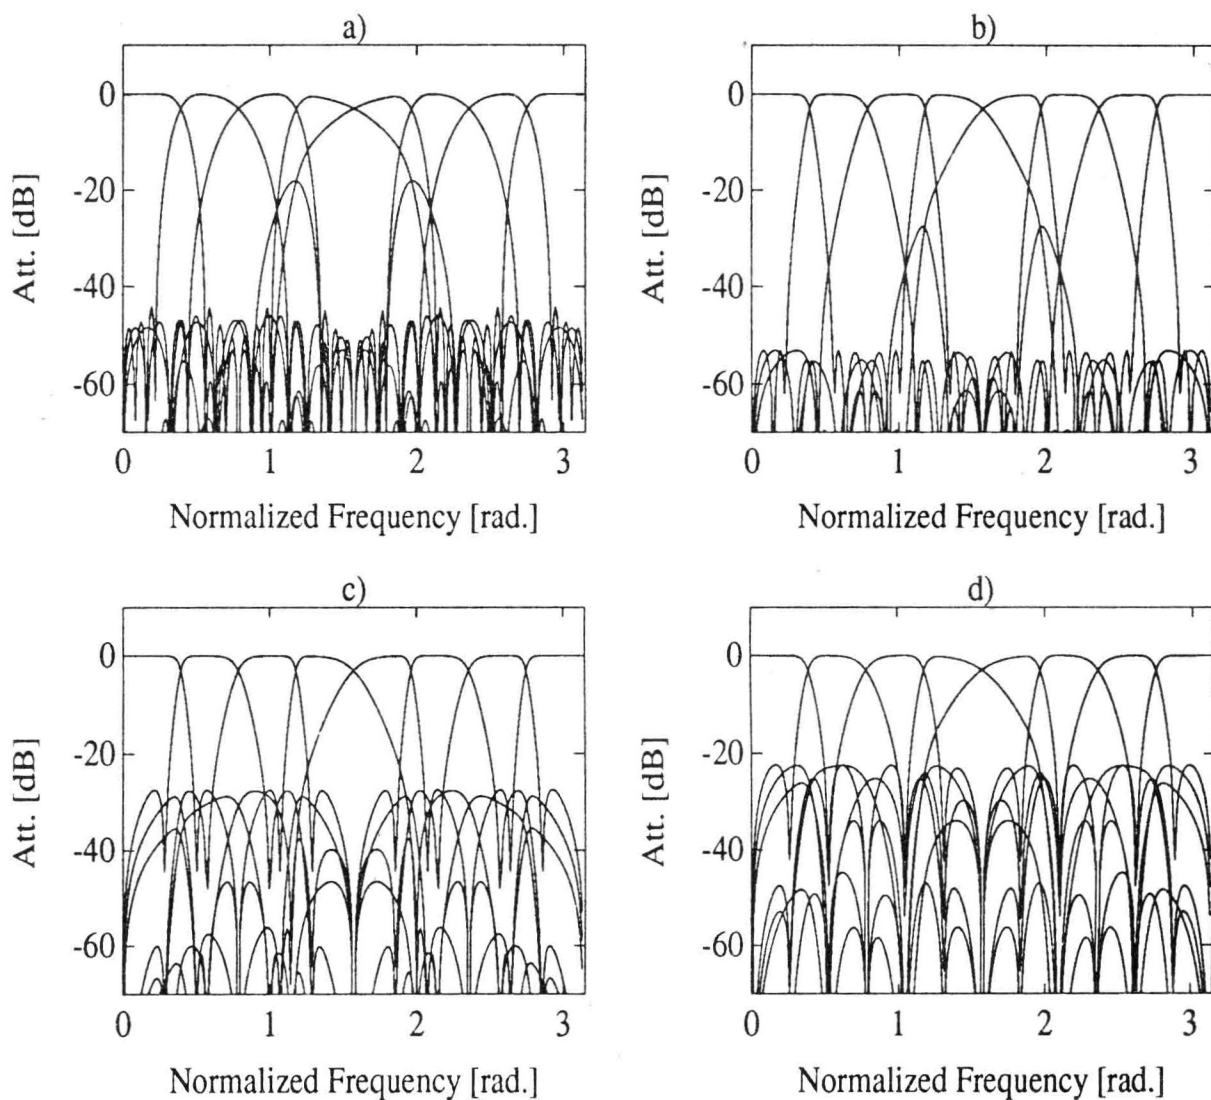 a)
0
-20
-40
-60
Att. [dB]
0 1 2 3
Normalized Frequency [rad.]
b)
0
-20
-40
-60
Att. [dB]
0 1 2 3
Normalized Frequency [rad.]
c)
0
-20
-40
-60
Att. [dB]
0 1 2 3
Normalized Frequency [rad.]
d)
0
-20
-40
-60
Att. [dB]
0 1 2 3
Normalized Frequency [rad.]